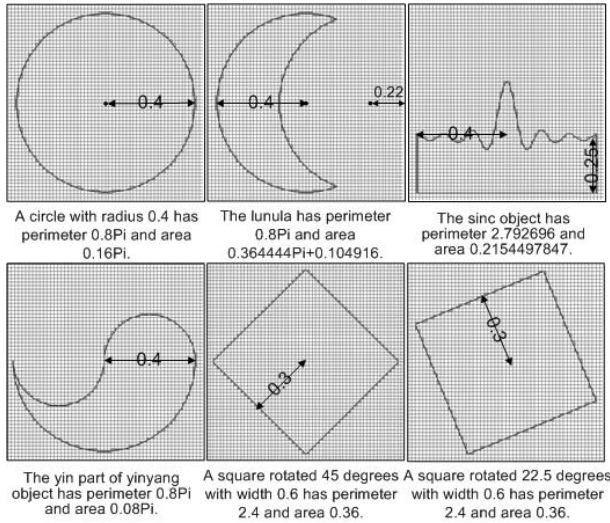 0.4
0.4
0.22
0.4
0.25
A circle with radius 0.4 has
perimeter 0.8Pi and area
0.16Pi.
The lunula has perimeter
0.8Pi and area
0.364444Pi+0.104916.
The sinc object has
perimeter 2.792696 and
area 0.2154497847.
0.4
0.3
0.3
The yin part of yinyang
object has perimeter 0.8Pi
and area 0.08Pi.
A square rotated 45 degrees
with width 0.6 has perimeter
2.4 and area 0.36.
A square rotated 22.5 degrees
with width 0.6 has perimeter
2.4 and area 0.36.